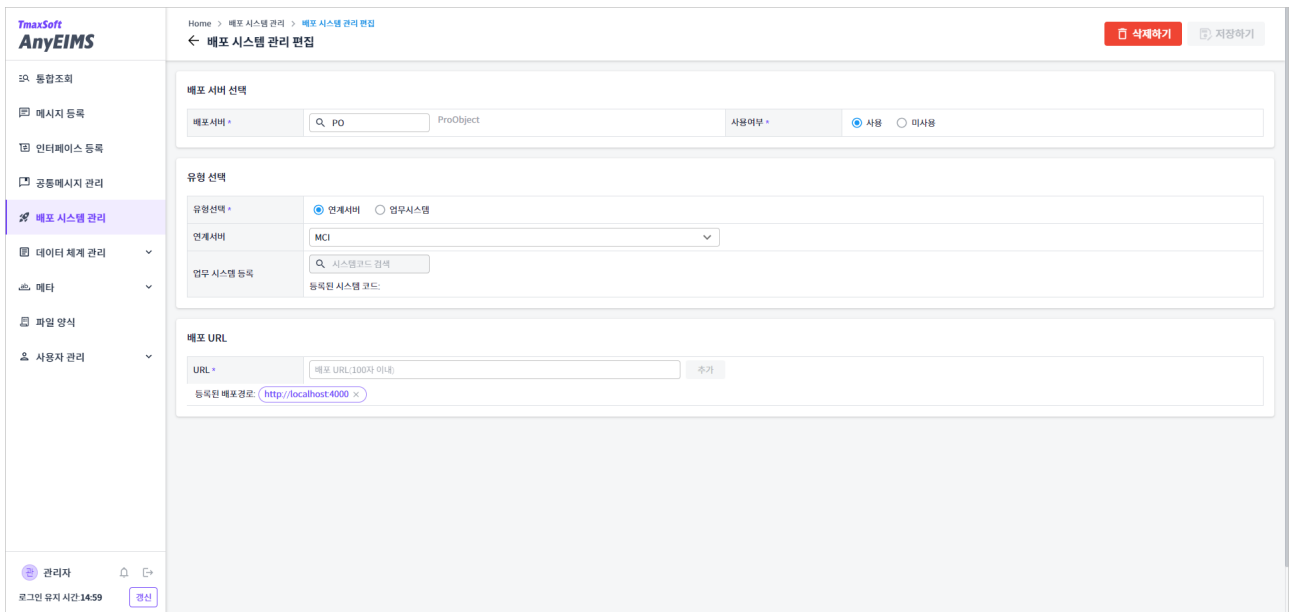 TmaxSoft
AnyEIMS
Home > 배포 시스템 관리 > 배포 시스템 관리 편집
배포 시스템 관리 편집
삭제하기
저장하기
통합조회
메시지 등록
인터페이스 등록
공통메시지 관리
배포 시스템 관리
데이터 체계 관리
메타
파일 양식
사용자 관리
배포 서버 선택
배포서버 * PO ProObject 사용여부 * 사용 미사용
유형 선택
유형선택 * 연계서버 업무시스템
연계서버 MCI
업무 시스템 등록 시스템코드 검색
등록된 시스템 코드:
배포 URL
URL * 배포 URL(100자 이내) 추가
등록된 배포경로: http://localhost:4000 ×
관 관리자
로그인 유지 시간:14:59 갱신